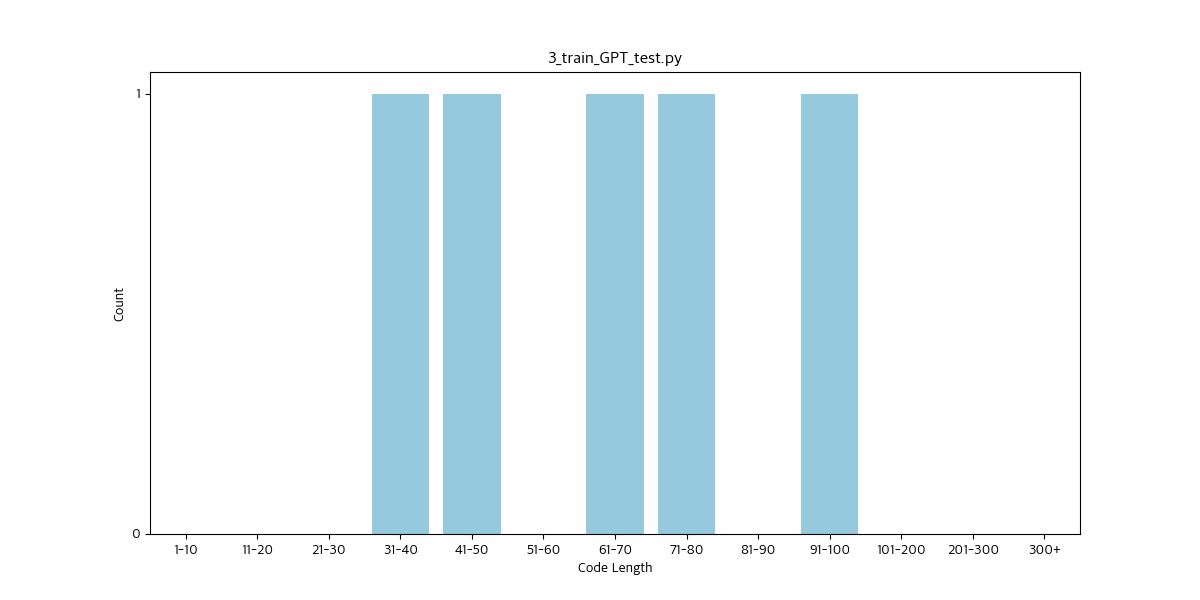 3_train_GPT_test.py
1
Count
0
1-10 11-20 21-30 31-40 41-50 51-60 61-70 71-80 81-90 91-100 101-200 201-300 300+
Code Length